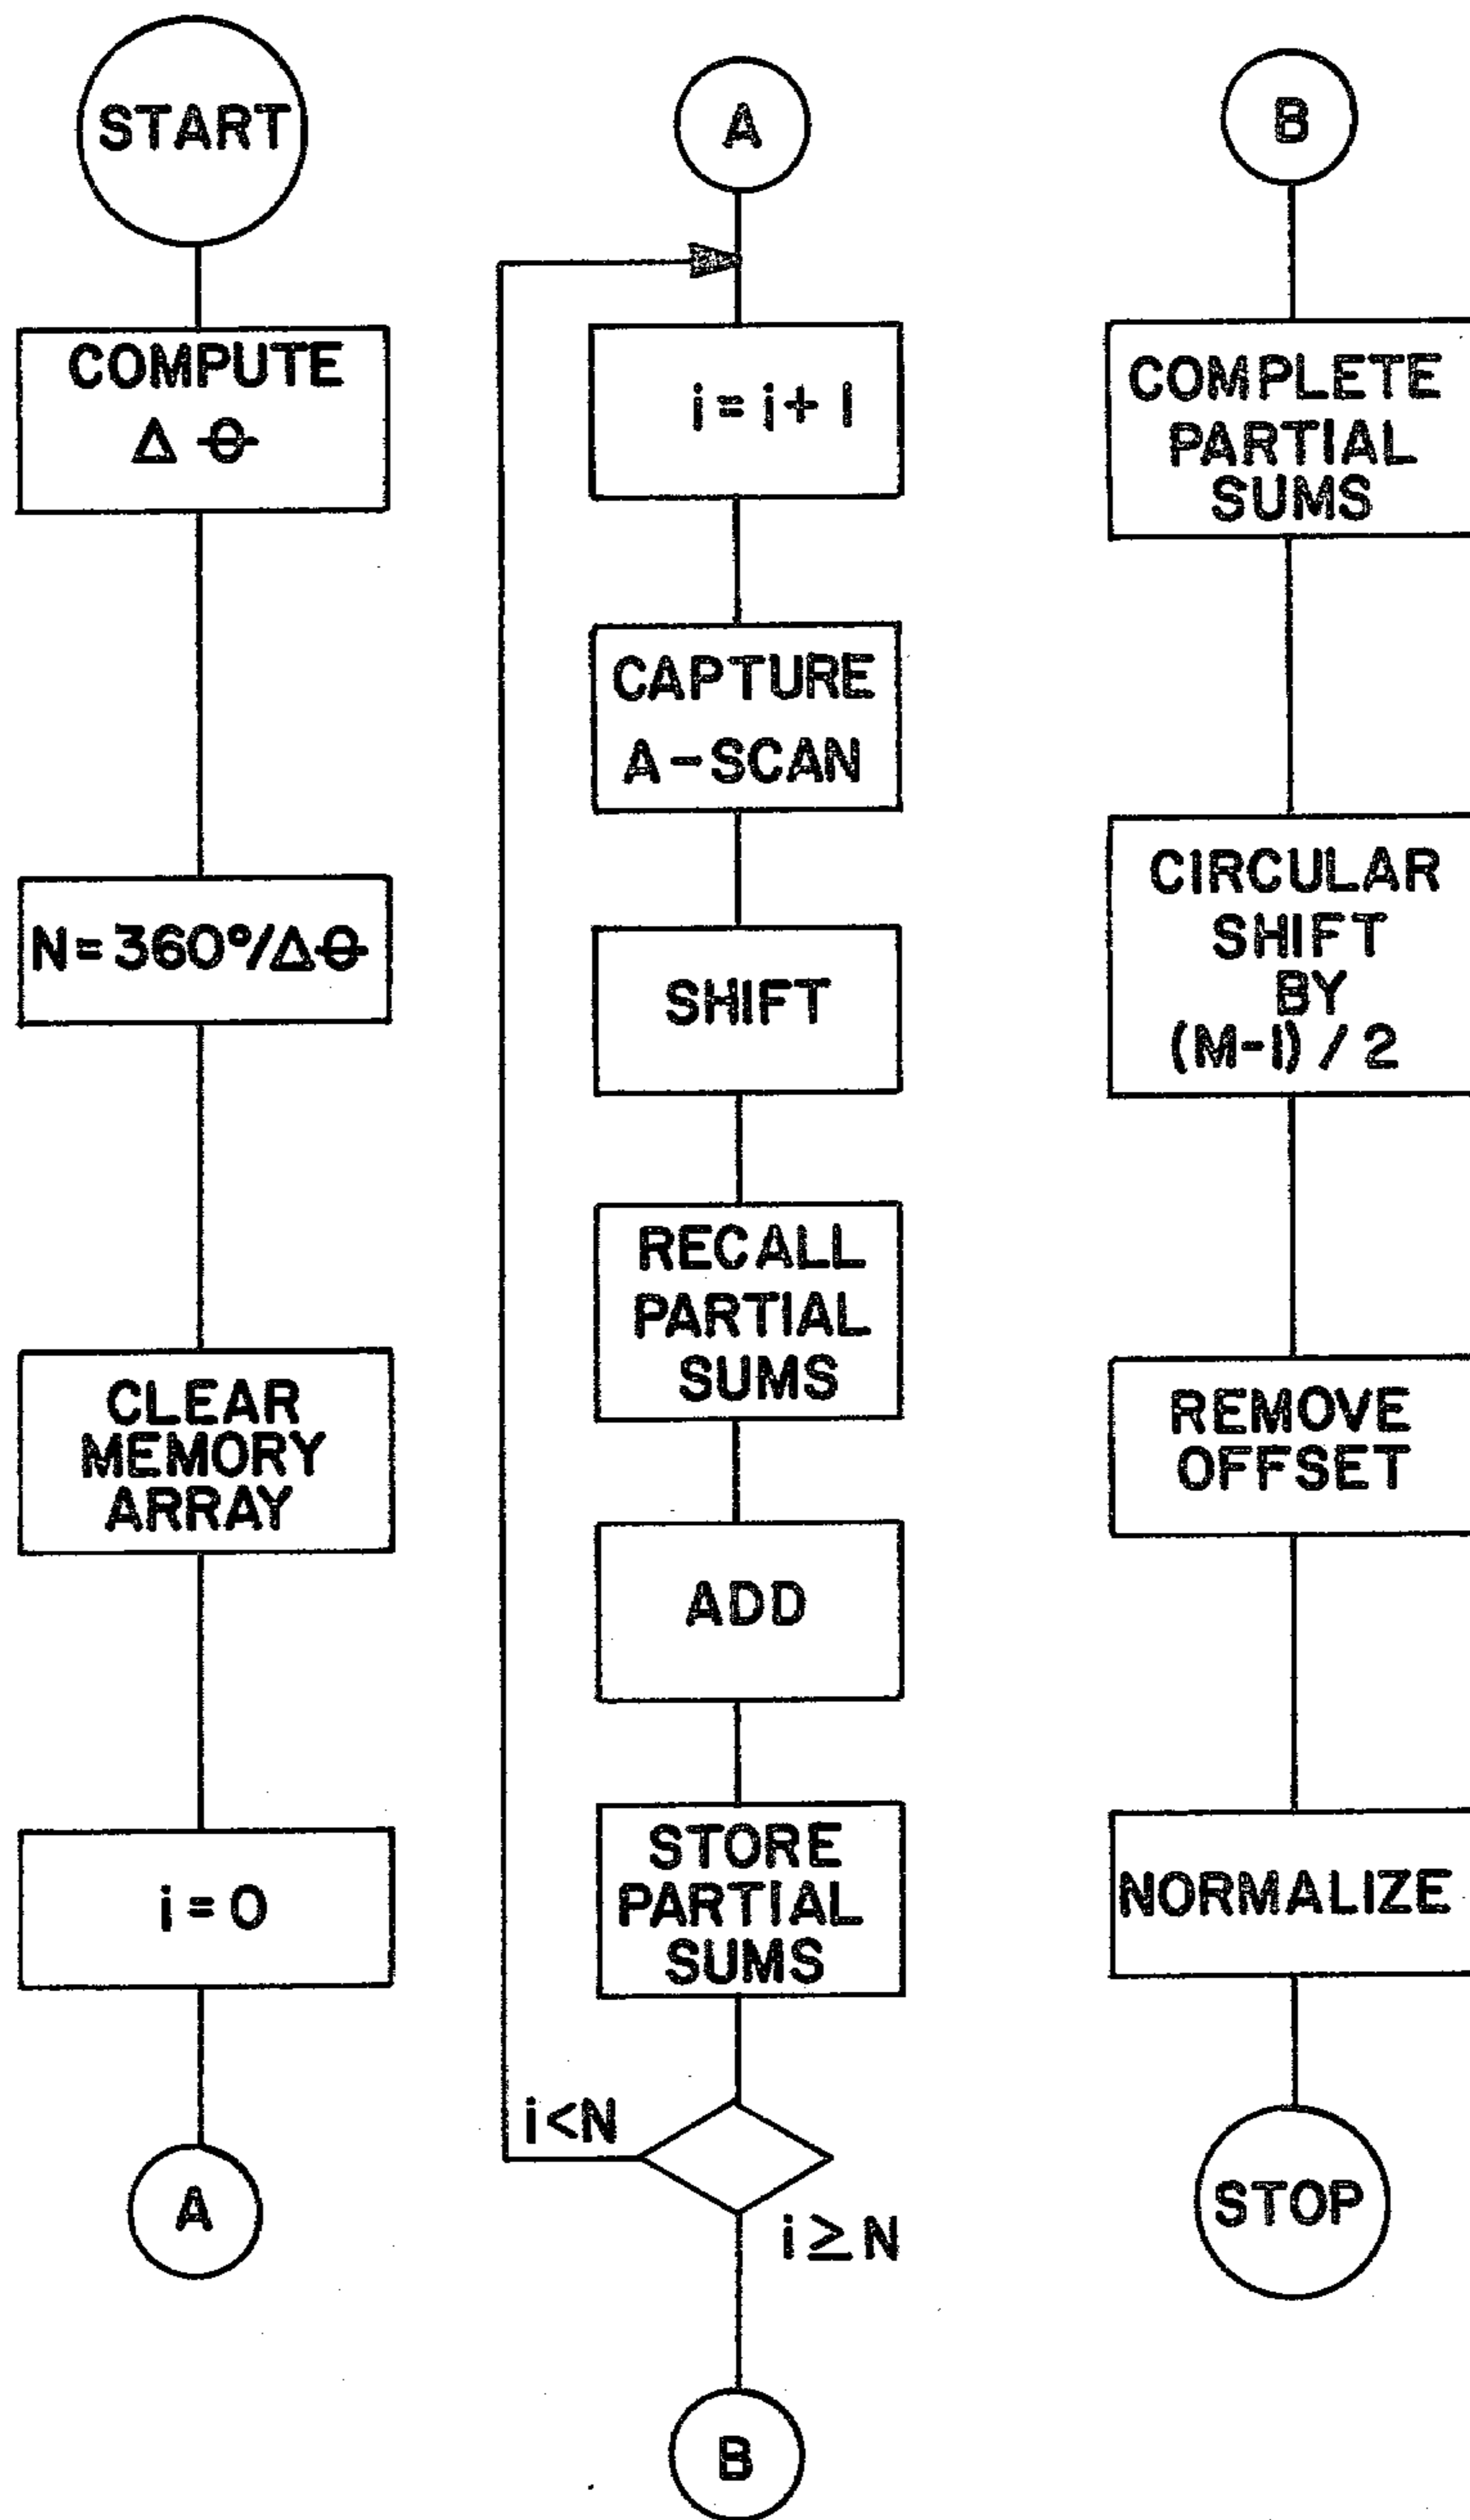 START
COMPUTE
Δ θ
N=360°/Δθ
CLEAR
MEMORY
ARRAY
i=0
A
A
i=i+1
CAPTURE
A-SCAN
SHIFT
RECALL
PARTIAL
SUMS
ADD
STORE
PARTIAL
SUMS
i<N
i≥N
B
B
COMPLETE
PARTIAL
SUMS
CIRCULAR
SHIFT
BY
(M-1)/2
REMOVE
OFFSET
NORMALIZE
STOP